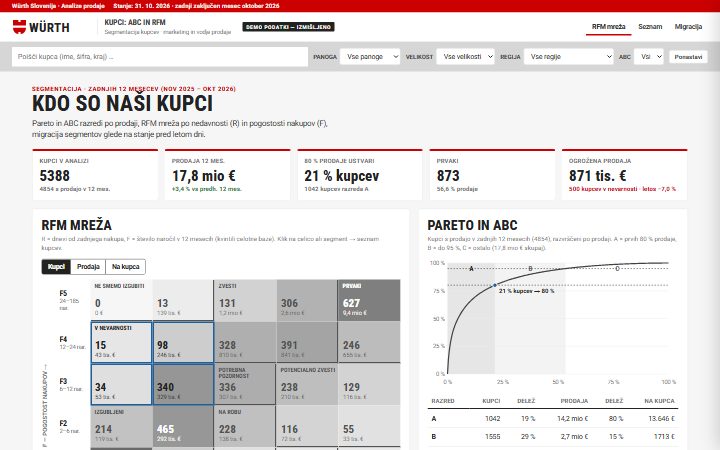 Würth Slovenija · Analiza prodaje Stanje: 31. 10. 2026 · zadnji zaključen mesec oktober 2026
WÜRTH
KUPCI: ABC IN RFM
Segmentacija kupcev · marketing in vodje prodaje
DEMO PODATKI — IZMIŠLJENO
RFM mreža Seznam Migracija
Poišči kupca (ime, šifra, kraj) ...
PANOGA Vse panoge VELIKOST Vse velikosti REGIJA Vse regije ABC Vsi Ponastavi
SEGMENTACIJA · ZADNJIH 12 MESECEV (NOV 2025 – OKT 2026)
KDO SO NAŠI KUPCI
Pareto in ABC razredi po prodaji, RFM mreža po nedavnosti (R) in pogostosti nakupov (F),
migracija segmentov glede na stanje pred letom dni.
KUPCI V ANALIZI
5388
4854 s prodajo v 12 mes.
PRODAJA 12 MES.
17,8 mio €
+3,4 % vs predh. 12 mes.
80 % PRODAJE USTVARI
21 % kupcev
1042 kupcev razreda A
PRVAKI
873
56,6 % prodaje
OGROŽENA PRODAJA
871 tis. €
500 kupcev v nevarnosti · letos −7,0 %
RFM MREŽA
R = dnevi od zadnjega nakupa, F = število naročil v 12 mesecih (kvintili celotne baze). Klik na celico ali segment → seznam
kupcev.
Kupci Prodaja Na kupca
F5
24–185
nar.
NE SMEMO IZGUBITI
0
0 €
13
139 tis. €
ZVESTI
131
1,2 mio €
306
2,6 mio €
PRVAKI
627
9,4 mio €
F4
12–24 nar.
V NEVARNOSTI
15
43 tis. €
98
246 tis. €
328
810 tis. €
391
841 tis. €
246
655 tis. €
F3
6–12 nar.
34
53 tis. €
340
329 tis. €
POTREBNA
POZORNOST
336
307 tis. €
POTENCIALNO ZVESTI
238
210 tis. €
129
116 tis. €
F2
2–6 nar.
IZGUBLJENI
214
119 tis. €
465
292 tis. €
NA ROBU
228
138 tis. €
116
72 tis. €
55
33 tis. €
F — POGOSTOST NAKUPOV →
PARETO IN ABC
Kupci s prodajo v zadnjih 12 mesecih (4854), razvrščeni po prodaji. A = prvih 80 % prodaje,
B = do 95 %, C = ostalo (17,8 mio € skupaj).
100 %
75 %
50 %
25 %
0 %
A B C
21 % kupcev → 80 %
0 % 25 % 50 % 75 % 100 %
RAZRED KUPCI DELEŽ PRODAJA DELEŽ NA KUPCA
A 1042 19 % 14,2 mio € 80 % 13.646 €
B 1555 29 % 2,7 mio € 15 % 1713 €